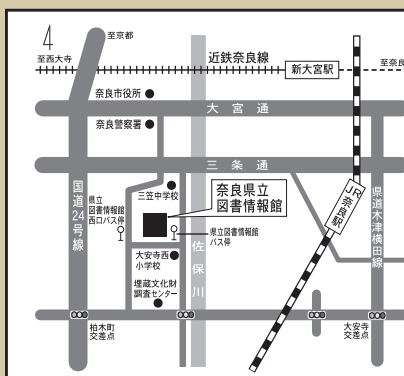 至京都
至西大寺
近鉄奈良線
新大宮駅
至奈良
奈良市役所
大宮通
奈良警察署
三条通
国道24号線
三笠中学校
奈良県立
図書情報館
JR奈良駅
県道木津横田線
県立
図書情報館
西口バス停
県立図書情報館
バス停
佐保川
大安寺西
小学校
埋蔵文化財
調査センター
柏木町
交差点
大安寺
交差点